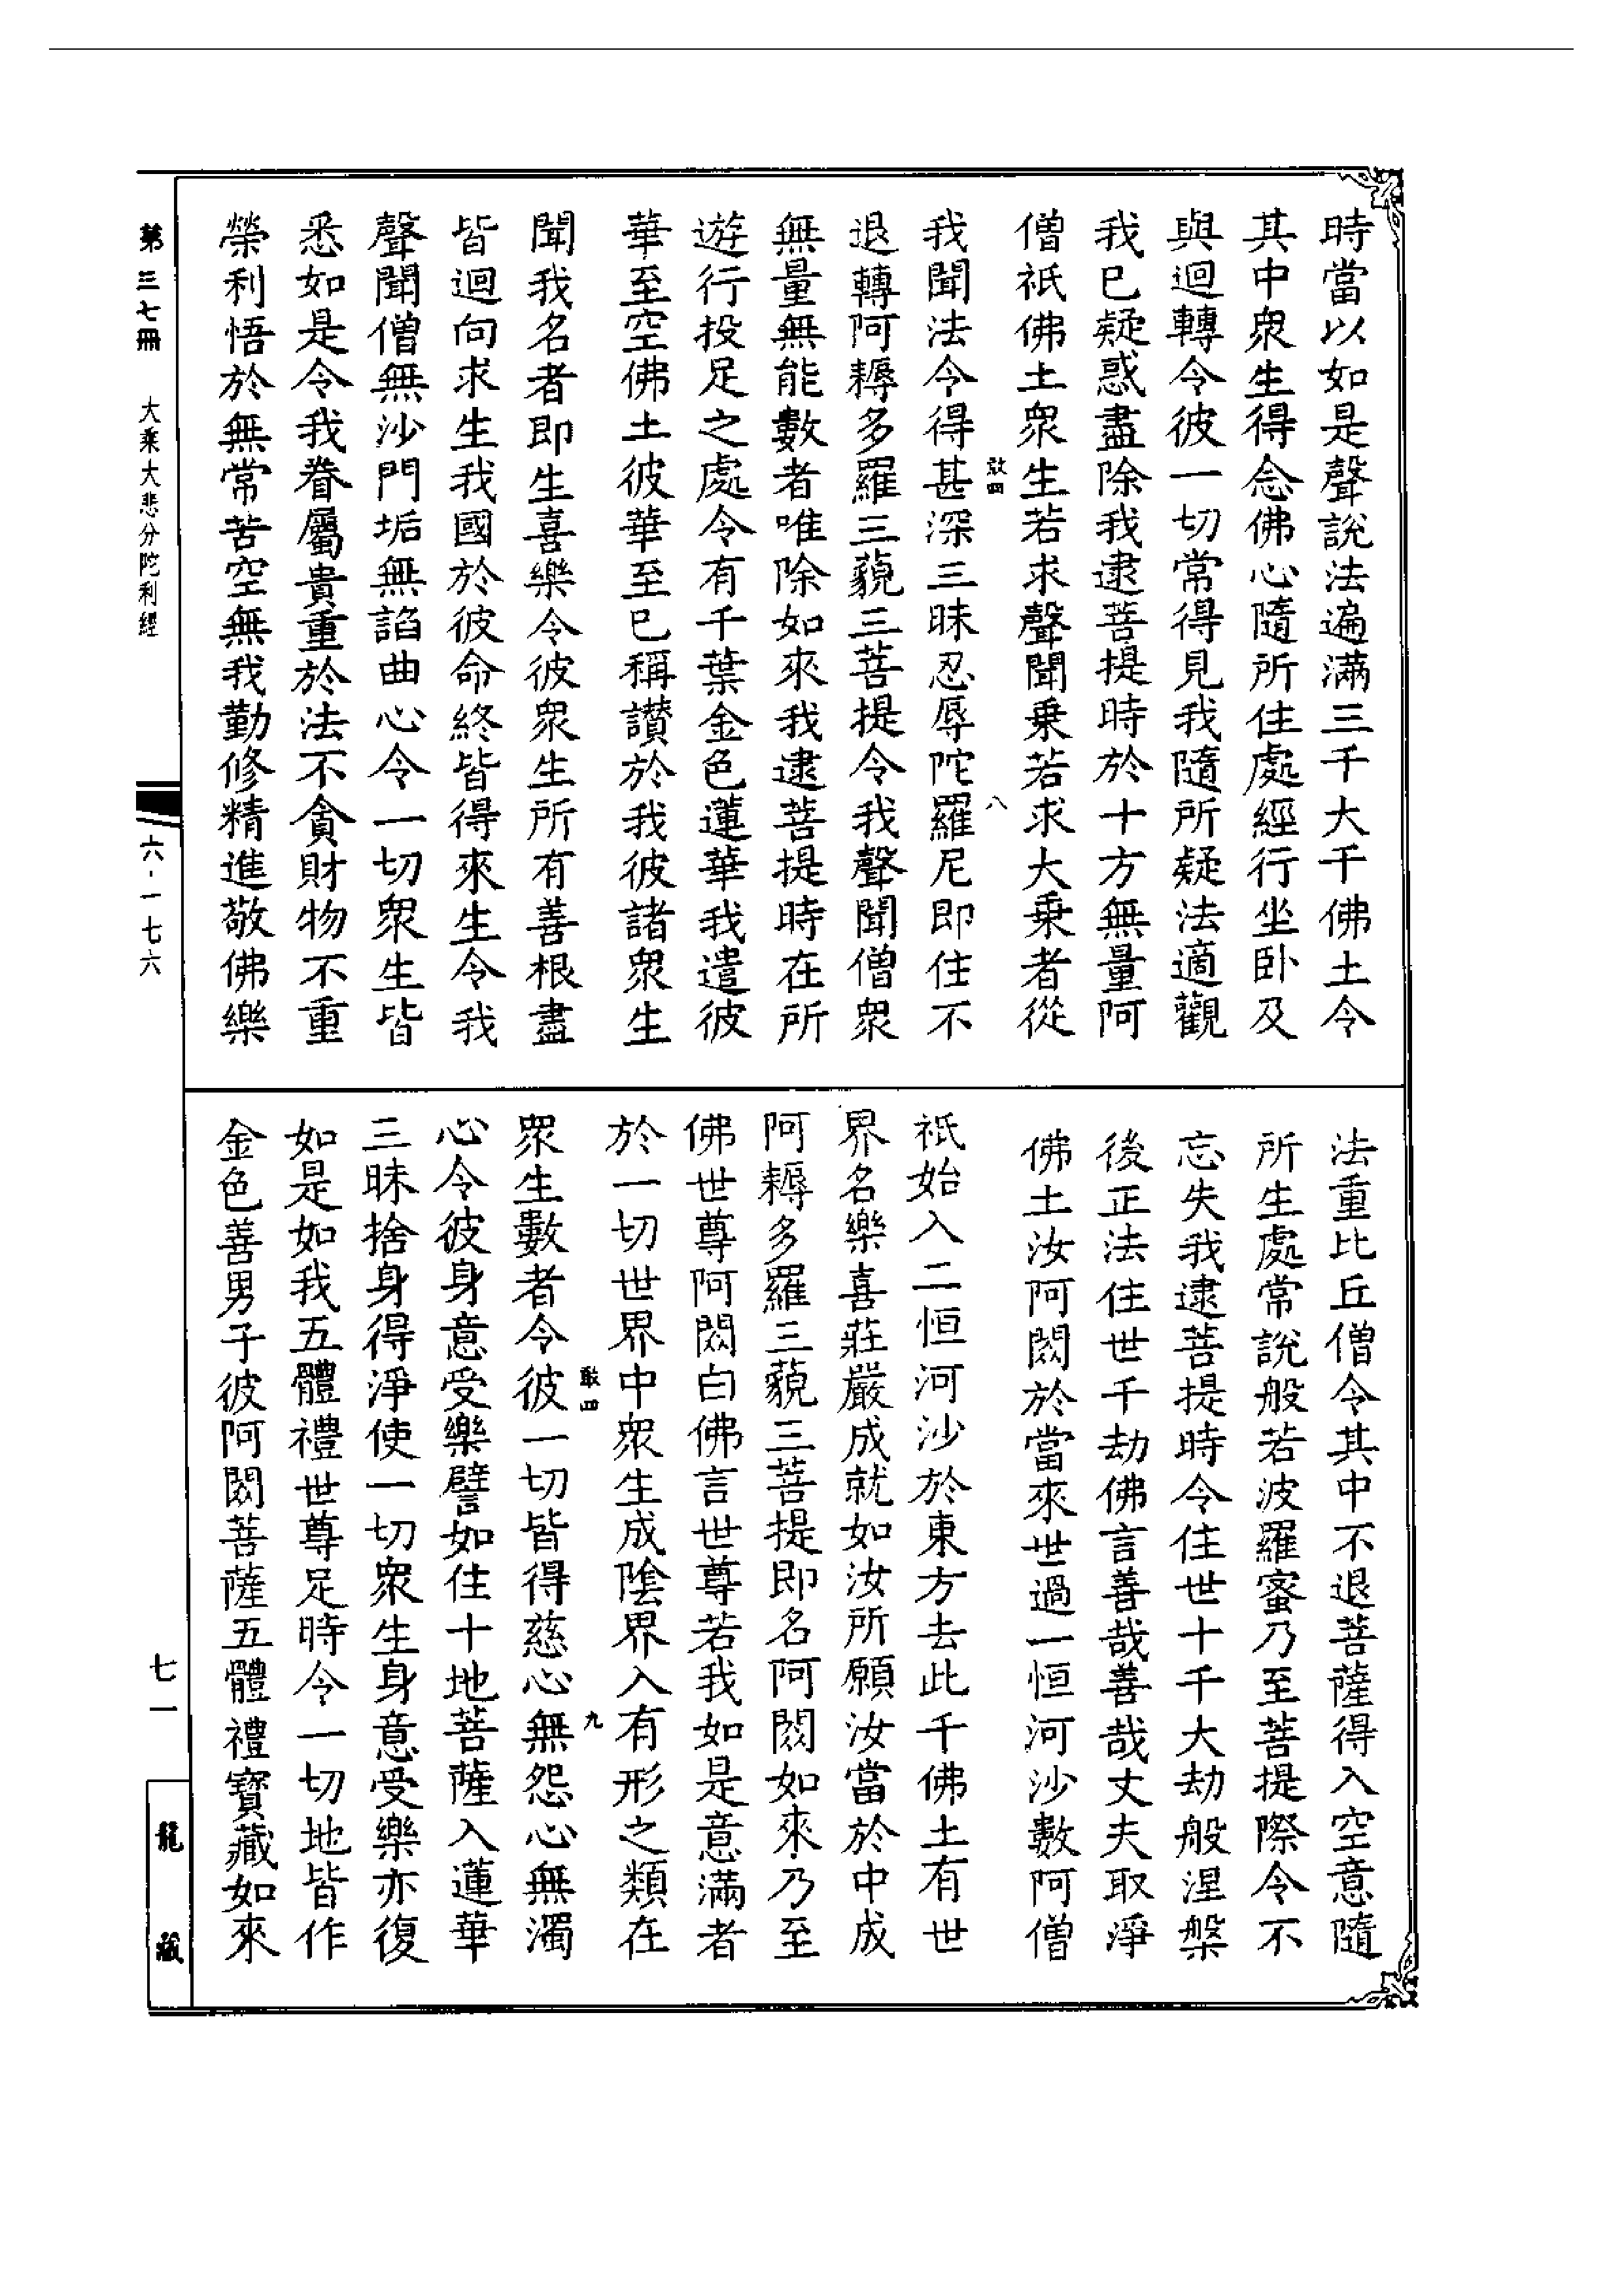 時當以如是聲說法遍滿三千大千佛土令
其中衆生得念佛心隨所住處經行坐卧及
與迴轉令彼一切常得見我隨所疑法適觀
我已疑惑盡除我逮菩提時於十方無量阿
僧祇佛土衆生若求聲聞乗若求大乗者從
敢四
八
我聞法令得甚深三昧忍辱陀羅尼即住不
退轉阿耨多羅三藐三菩提令我聲聞僧衆
無量無能數者唯除如來我逮菩提時在所
遊行投足之處令有千葉金色蓮華我遣彼
華至空佛土彼華至已稱讃於我彼諸衆生
聞我名者即生喜樂令彼衆生所有善根盡
皆迴向求生我國於彼命終皆得來生令我
聲聞僧無沙門垢無諂曲心令一切衆生皆
悉如是令我眷屬貴重於法不貪財物不重
榮利悟於無常苦空無我勤修精進敬佛樂
法重比丘僧令其中不退菩薩得入空意隨
所生處常說般若波羅蜜乃至菩提際令不
忘失我逮菩提時令住世十千大劫般涅槃
後正法住世千劫佛言善哉善哉丈夫取淨
佛土汝阿閦於當來世過一恒河沙數阿僧
祇始入二恒河沙於東方去此千佛土有世
界名樂喜莊嚴成就如汝所願汝當於中成
阿耨多羅三藐三菩提即名阿閦如來乃至
佛世尊阿閦白佛言世尊若我如是意滿者
於一切世界中衆生成陰界入有形之類在
敢四
九
衆生數者令彼一切皆得慈心無怨心無濁
心令彼身意受樂譬如住十地菩薩入蓮華
三昧捨身得淨使一切衆生身意受樂亦復
如是如我五體禮世尊足時令一切地皆作
金色善男子彼阿閦菩薩五體禮寶藏如來
第三七冊
大乘大悲分陀利經
六-一七六
七一
龍藏